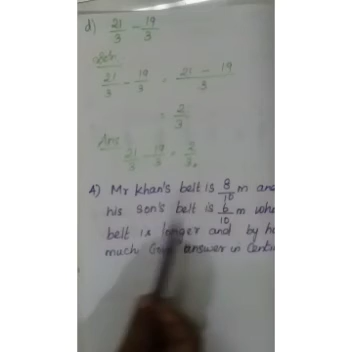 d) 21/3 - 19/3
Soln
21/3 - 19/3 = 21 - 19/3
= 2/3
Ans 21/3 - 19/3 = 2/3.
4) Mr Khan's belt is 8/10 m and
his son's belt is 6/10 m
belt is longer and by
much answer in